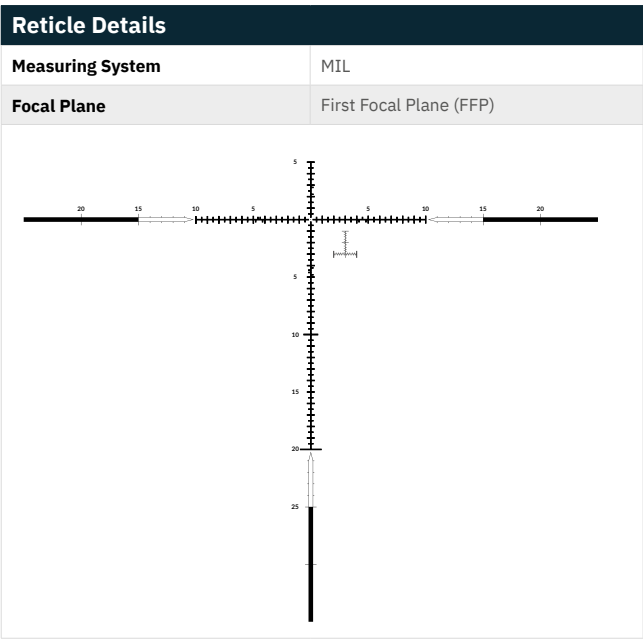 Reticle Details
Measuring System MIL
Focal Plane First Focal Plane (FFP)
5
20 15 10 5 5 10 15 20
5
10
15
20
25